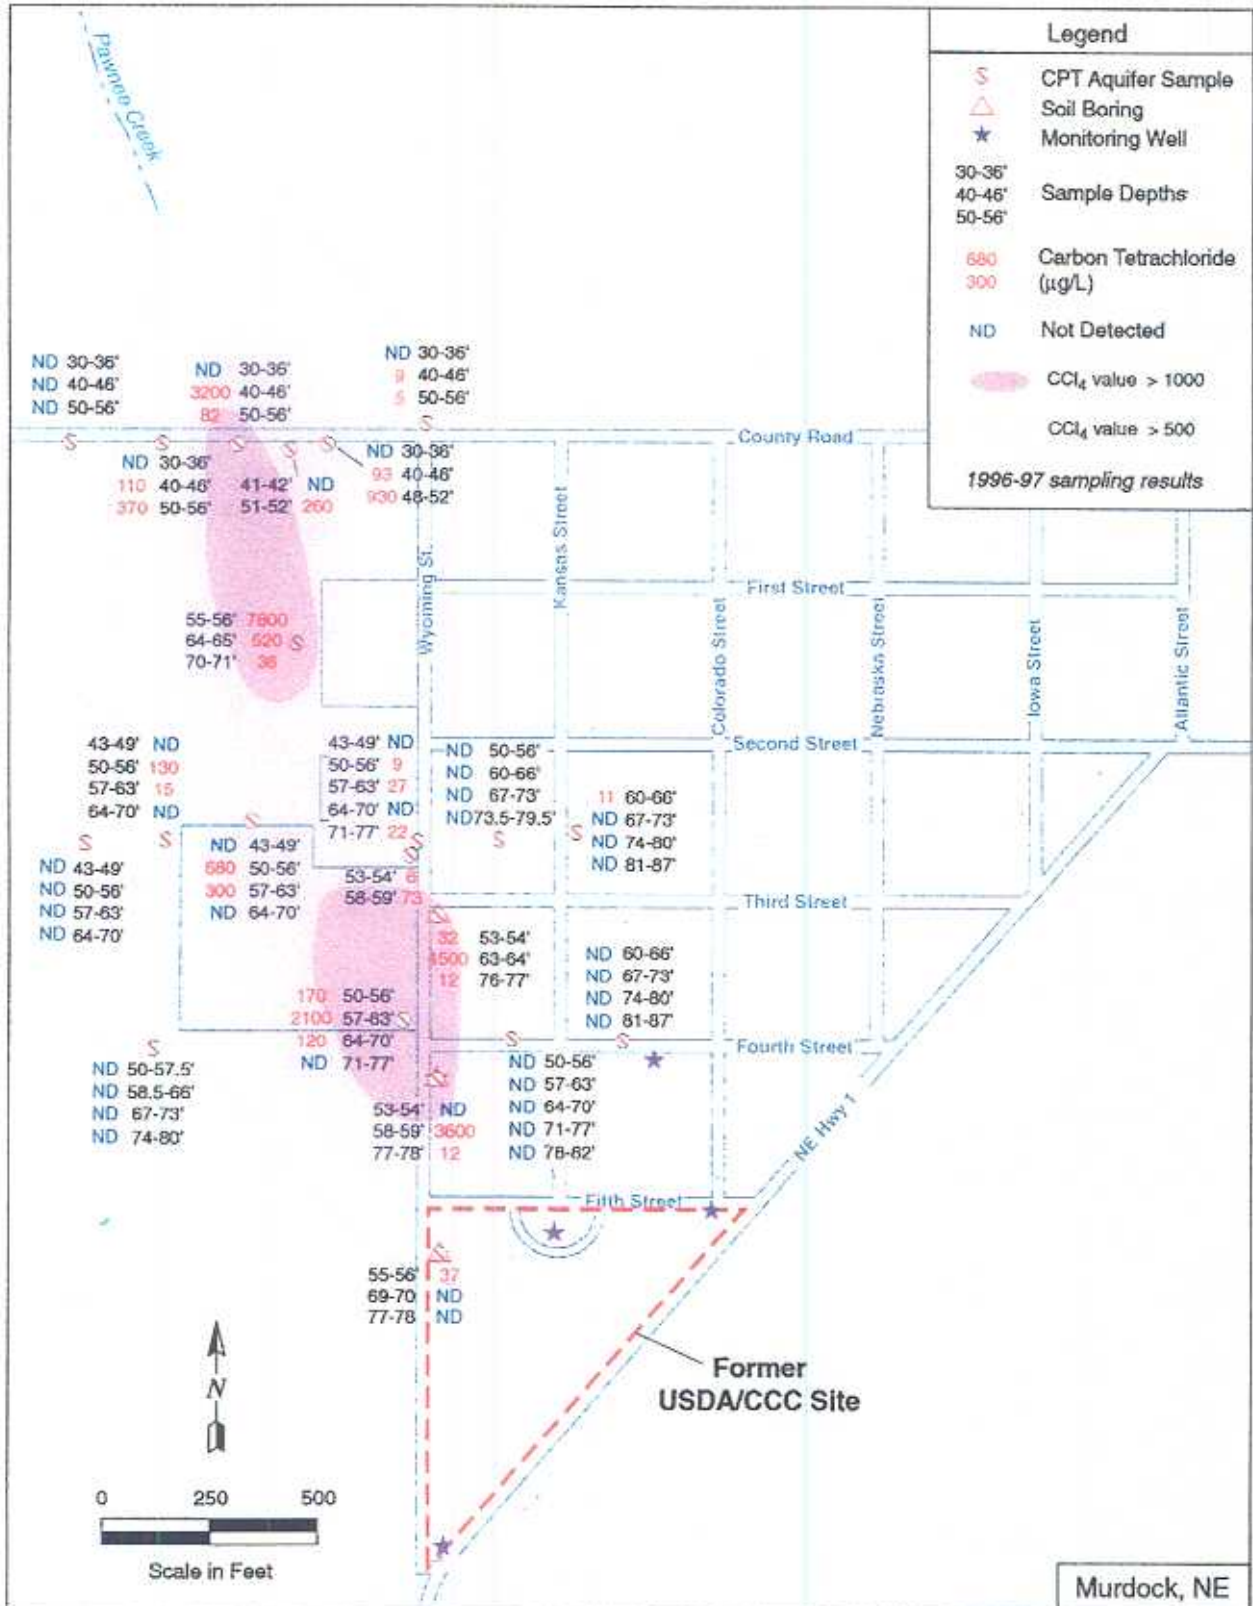 Pawnee Creek
Legend
S CPT Aquifer Sample
Soil Boring
Monitoring Well
30-36'
40-46' Sample Depths
50-56'
680 Carbon Tetrachloride
300 (µg/L)
ND Not Detected
CCl₄ value > 1000
CCl₄ value > 500
1996-97 sampling results
ND 30-36'
ND 40-46'
ND 50-56'
ND 30-36'
3200 40-46'
82 50-56'
ND 30-36'
9 40-46'
5 50-56'
County Road
ND 30-36'
110 40-46'
370 50-56'
41-42' ND
51-52' 260
ND 30-36'
93 40-46'
930 48-52'
Wyoming St.
Kansas Street
Colorado Street
Nebraska Street
Iowa Street
Atlantic Street
First Street
55-56' 7800
64-65' 520
70-71' 36
Second Street
43-49' ND
50-56' 130
57-63' 15
64-70' ND
43-49' ND
50-56' 9
57-63' 27
64-70' ND
71-77' 22
ND 50-56'
ND 60-66'
ND 67-73'
ND 73.5-79.5'
11 60-66'
ND 67-73'
ND 74-80'
ND 81-87'
ND 43-49'
ND 50-56'
ND 57-63'
ND 64-70'
ND 43-49'
680 50-56'
300 57-63'
ND 64-70'
53-54' 6
58-59' 73
Third Street
32 53-54'
63-64'
12 76-77'
ND 60-66'
ND 67-73'
ND 74-80'
ND 81-87'
170 50-56'
2100 57-63'
120 64-70'
ND 71-77'
Fourth Street
ND 50-57.5'
ND 58.5-66'
ND 67-73'
ND 74-80'
53-54' ND
58-59' 3600
77-78' 12
ND 50-56'
ND 57-63'
ND 64-70'
ND 71-77'
ND 78-82'
NE Hwy 1
Fifth Street
55-56' 37
69-70 ND
77-78 ND
Former
USDA/CCC Site
N
0 250 500
Scale in Feet
Murdock, NE